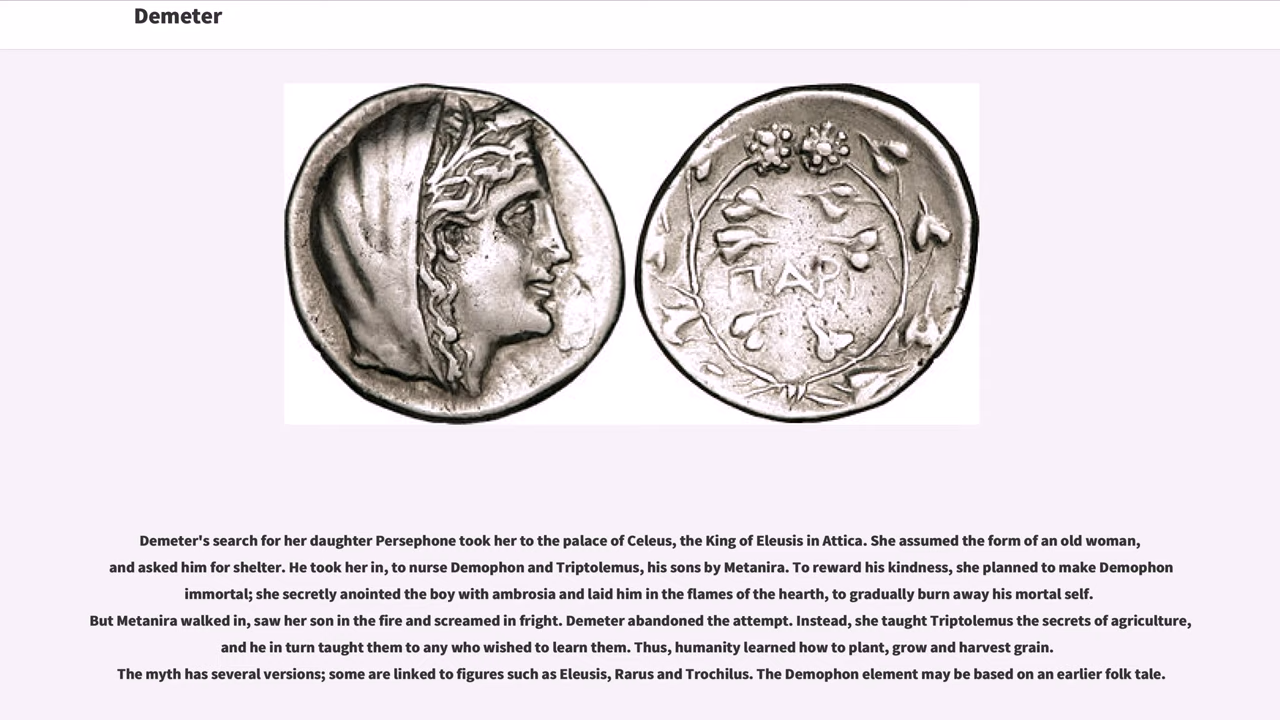 Demeter
ΠΑΡΙ
Demeter's search for her daughter Persephone took her to the palace of Celeus, the King of Eleusis in Attica. She assumed the form of an old woman,
and asked him for shelter. He took her in, to nurse Demophon and Triptolemus, his sons by Metanira. To reward his kindness, she planned to make Demophon
immortal; she secretly anointed the boy with ambrosia and laid him in the flames of the hearth, to gradually burn away his mortal self.
But Metanira walked in, saw her son in the fire and screamed in fright. Demeter abandoned the attempt. Instead, she taught Triptolemus the secrets of agriculture,
and he in turn taught them to any who wished to learn them. Thus, humanity learned how to plant, grow and harvest grain.
The myth has several versions; some are linked to figures such as Eleusis, Rarus and Trochilus. The Demophon element may be based on an earlier folk tale.